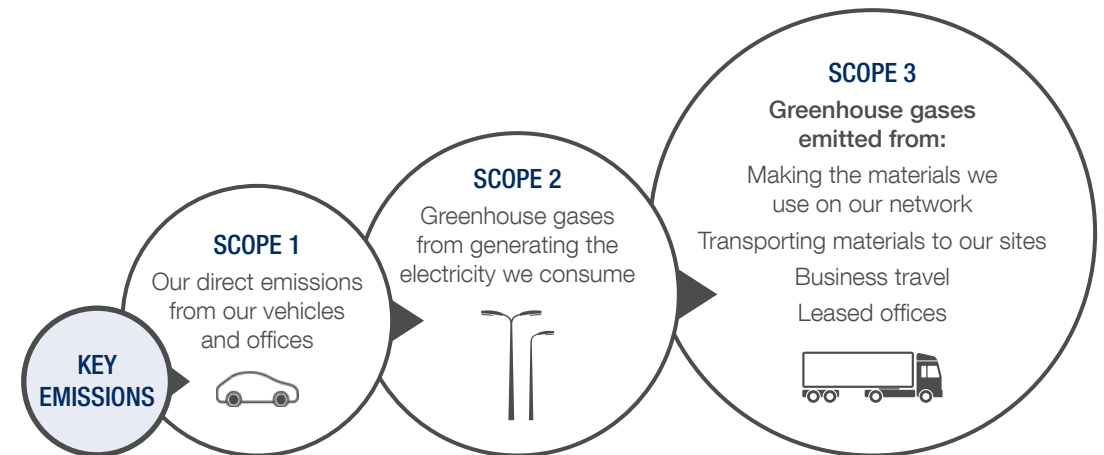 KEY
EMISSIONS
SCOPE 1
Our direct emissions
from our vehicles
and offices
SCOPE 2
Greenhouse gases
from generating the
electricity we consume
SCOPE 3
Greenhouse gases
emitted from:
Making the materials we
use on our network
Transporting materials to our sites
Business travel
Leased offices